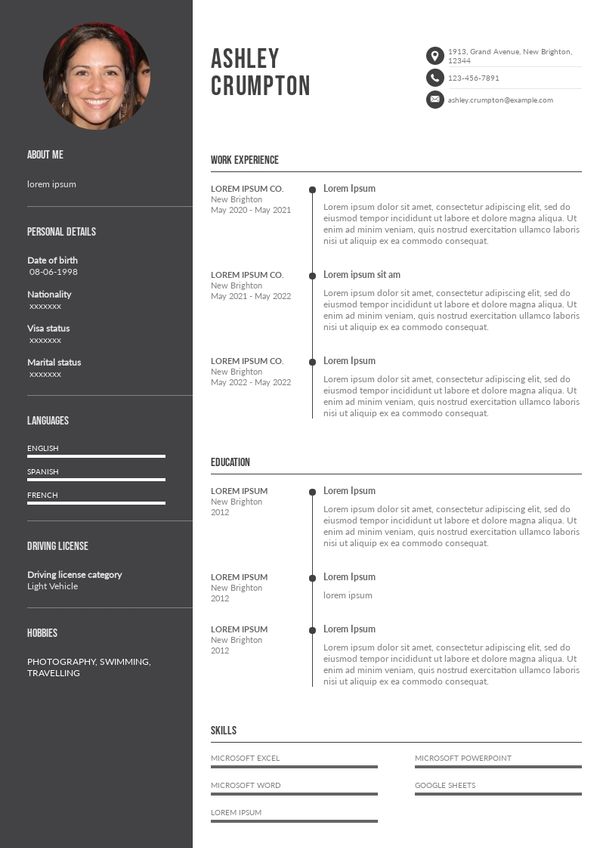 ASHLEY
CRUMPTON
1913, Grand Avenue, New Brighton,
12344
123-456-7891
ashley.crumpton@example.com
ABOUT ME
lorem ipsum
PERSONAL DETAILS
Date of birth
08-06-1998
Nationality
xxxxxxx
Visa status
xxxxxxx
Marital status
xxxxxxx
LANGUAGES
ENGLISH
SPANISH
FRENCH
DRIVING LICENSE
Driving license category
Light Vehicle
HOBBIES
PHOTOGRAPHY, SWIMMING,
TRAVELLING
WORK EXPERIENCE
LOREM IPSUM CO.
New Brighton
May 2020 - May 2021
Lorem Ipsum
Lorem ipsum dolor sit amet, consectetur adipiscing elit, sed do
eiusmod tempor incididunt ut labore et dolore magna aliqua. Ut
enim ad minim veniam, quis nostrud exercitation ullamco laboris
nisi ut aliquip ex ea commodo consequat.
LOREM IPSUM CO.
New Brighton
May 2021 - May 2022
Lorem ipsum sit am
Lorem ipsum dolor sit amet, consectetur adipiscing elit, sed do
eiusmod tempor incididunt ut labore et dolore magna aliqua. Ut
enim ad minim veniam, quis nostrud exercitation ullamco laboris
nisi ut aliquip ex ea commodo consequat.
LOREM IPSUM CO.
New Brighton
May 2022 - May 2022
Lorem Ipsum
Lorem ipsum dolor sit amet, consectetur adipiscing elit, sed do
eiusmod tempor incididunt ut labore et dolore magna aliqua. Ut
enim ad minim veniam, quis nostrud exercitation ullamco laboris
nisi ut aliquip ex ea commodo consequat.
EDUCATION
LOREM IPSUM
New Brighton
2012
Lorem Ipsum
Lorem ipsum dolor sit amet, consectetur adipiscing elit, sed do
eiusmod tempor incididunt ut labore et dolore magna aliqua. Ut
enim ad minim veniam, quis nostrud exercitation ullamco laboris
nisi ut aliquip ex ea commodo consequat.
LOREM IPSUM
New Brighton
2012
Lorem Ipsum
lorem ipsum
LOREM IPSUM
New Brighton
2012
Lorem Ipsum
Lorem ipsum dolor sit amet, consectetur adipiscing elit, sed do
eiusmod tempor incididunt ut labore et dolore magna aliqua. Ut
enim ad minim veniam, quis nostrud exercitation ullamco laboris
nisi ut aliquip ex ea commodo consequat.
SKILLS
MICROSOFT EXCEL
MICROSOFT POWERPOINT
MICROSOFT WORD
GOOGLE SHEETS
LOREM IPSUM